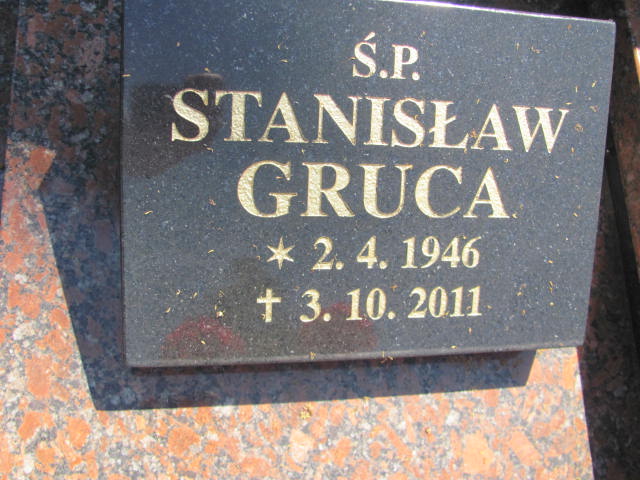 Ś.P.
STANISŁAW
GRUCA
✶ 2. 4. 1946
✝ 3. 10. 2011